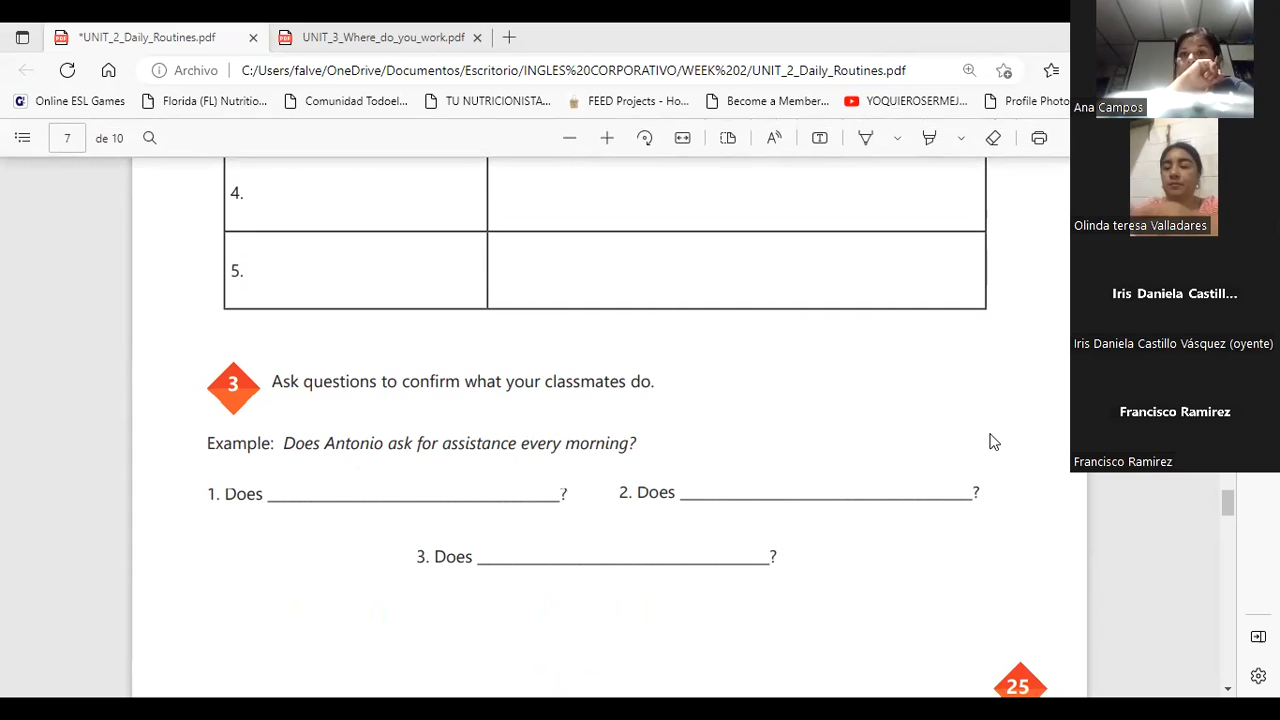 *UNIT_2_Daily_Routines.pdf
UNIT_3_Where_do_you_work.pdf
Archivo
C:/Users/falve/OneDrive/Documentos/Escritorio/INGLES%20CORPORATIVO/WEEK%202/UNIT_2_Daily_Routines.pdf
Online ESL Games
Florida (FL) Nutritio...
Comunidad Todoel...
TU NUTRICIONISTA...
FEED Projects - Ho...
Become a Member...
YOQUIEROSERMEJ...
Profile Photo
7 de 10
4.
5.
3 Ask questions to confirm what your classmates do.
Example: Does Antonio ask for assistance every morning?
1. Does ______________________________?
2. Does ______________________________?
3. Does ______________________________?
25
Ana Campos
Olinda teresa Valladares
Iris Daniela Castill...
Iris Daniela Castillo Vásquez (oyente)
Francisco Ramirez
Francisco Ramirez